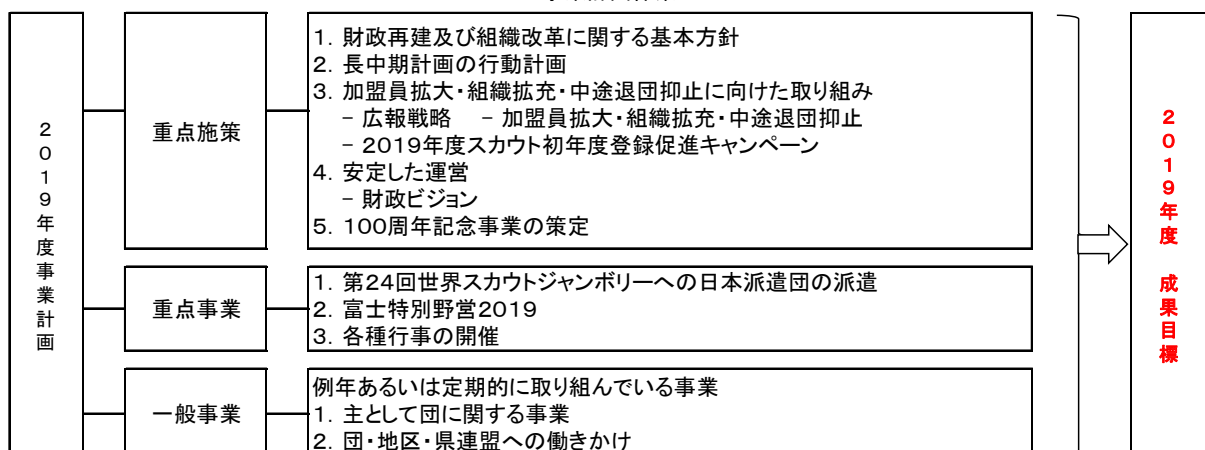 2019年度事業計画
重点施策
1. 財政再建及び組織改革に関する基本方針
2. 長中期計画の行動計画
3. 加盟員拡大・組織拡充・中途退団抑止に向けた取り組み
- 広報戦略 - 加盟員拡大・組織拡充・中途退団抑止
- 2019年度スカウト初年度登録促進キャンペーン
4. 安定した運営
- 財政ビジョン
5. 100周年記念事業の策定
重点事業
1. 第24回世界スカウトジャンボリーへの日本派遣団の派遣
2. 富士特別野営2019
3. 各種行事の開催
一般事業
例年あるいは定期的に取り組んでいる事業
1. 主として団に関する事業
2. 団・地区・県連盟への働きかけ
2019年度 成果目標